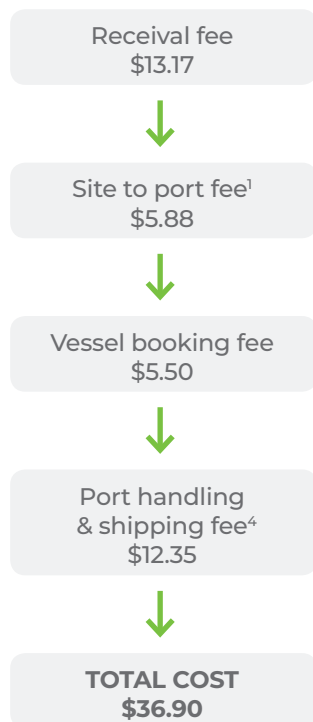 Receival fee
$13.17
Site to port fee¹
$5.88
Vessel booking fee
$5.50
Port handling
& shipping fee⁴
$12.35
TOTAL COST
$36.90